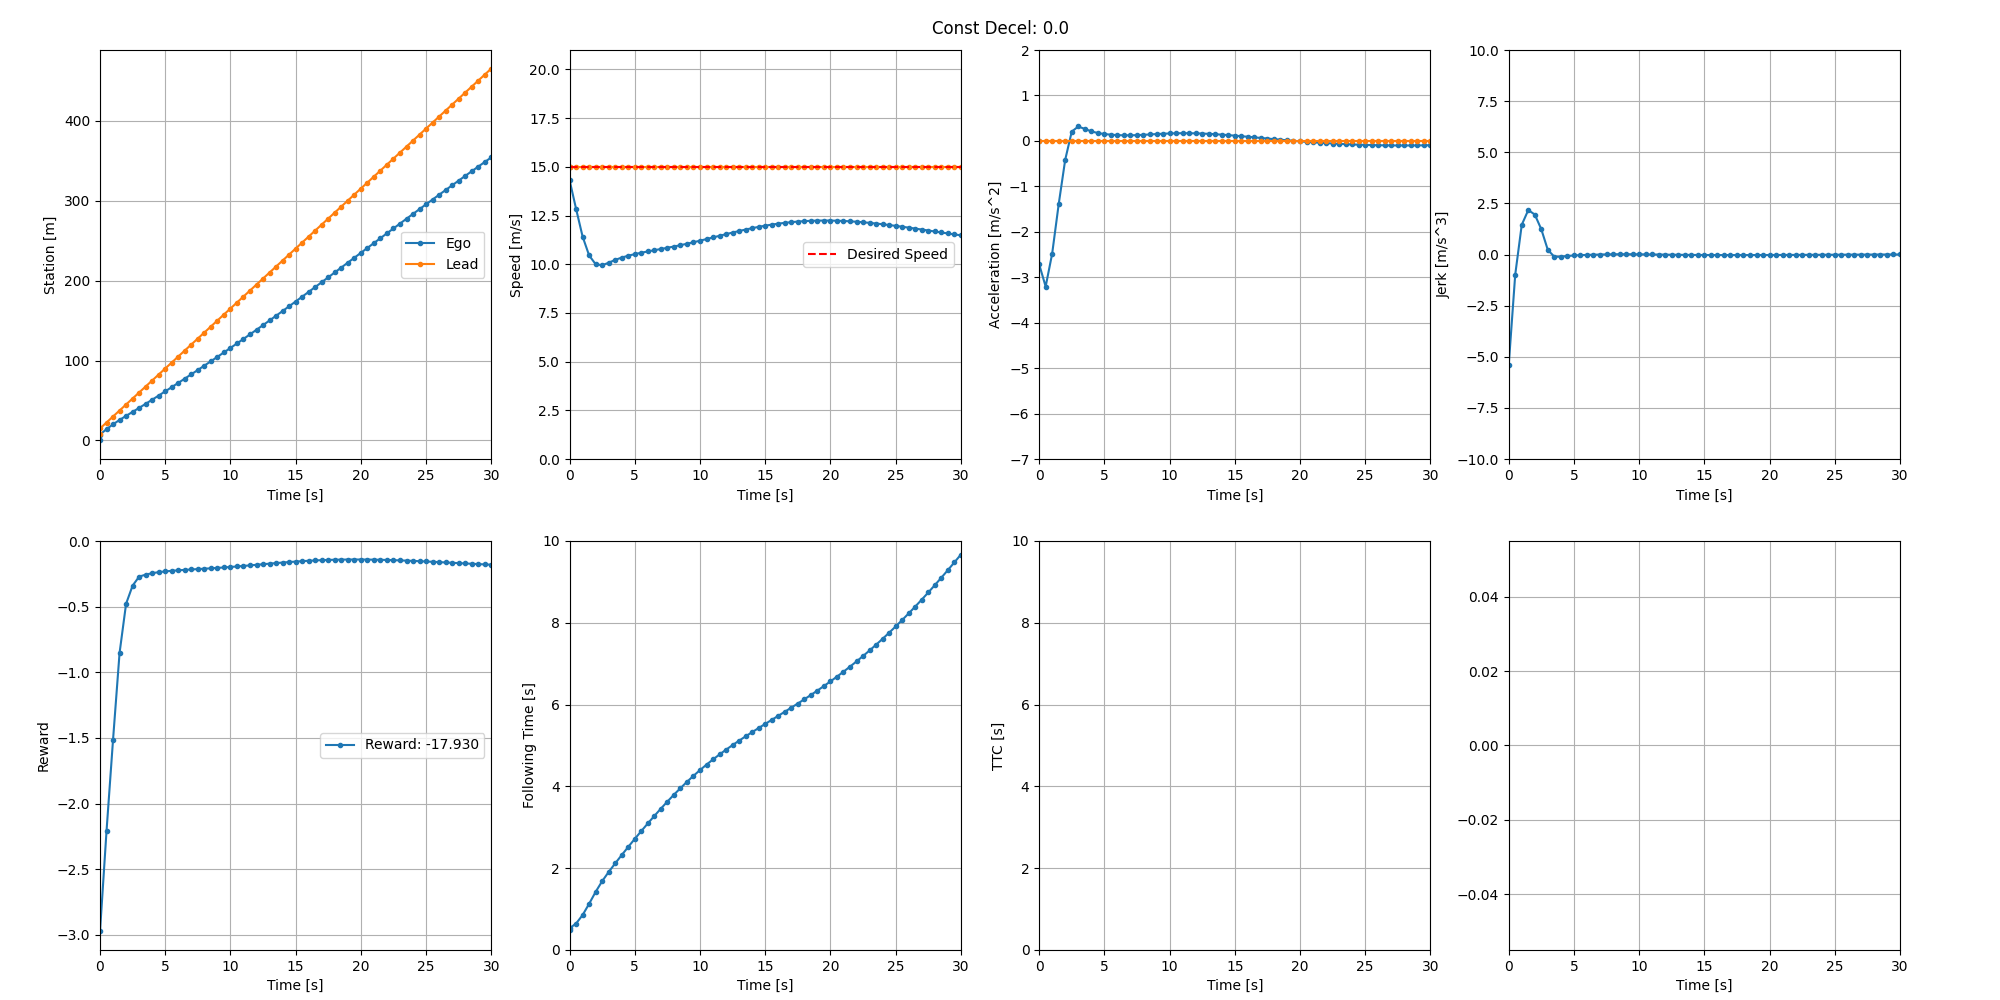 Const Decel: 0.0
Station [m]
400
300
200
100
0
0 5 10 15 20 25 30
Time [s]
Ego
Lead
Speed [m/s]
20.0
17.5
15.0
12.5
10.0
7.5
5.0
2.5
0.0
0 5 10 15 20 25 30
Time [s]
Desired Speed
Acceleration [m/s^2]
2
1
0
−1
−2
−3
−4
−5
−6
−7
0 5 10 15 20 25 30
Time [s]
Jerk [m/s^3]
10.0
7.5
5.0
2.5
0.0
−2.5
−5.0
−7.5
−10.0
0 5 10 15 20 25 30
Time [s]
Reward
0.0
−0.5
−1.0
−1.5
−2.0
−2.5
−3.0
0 5 10 15 20 25 30
Time [s]
Reward: -17.930
Following Time [s]
10
8
6
4
2
0
0 5 10 15 20 25 30
Time [s]
TTC [s]
10
8
6
4
2
0
0 5 10 15 20 25 30
Time [s]
0.04
0.02
0.00
−0.02
−0.04
0 5 10 15 20 25 30
Time [s]